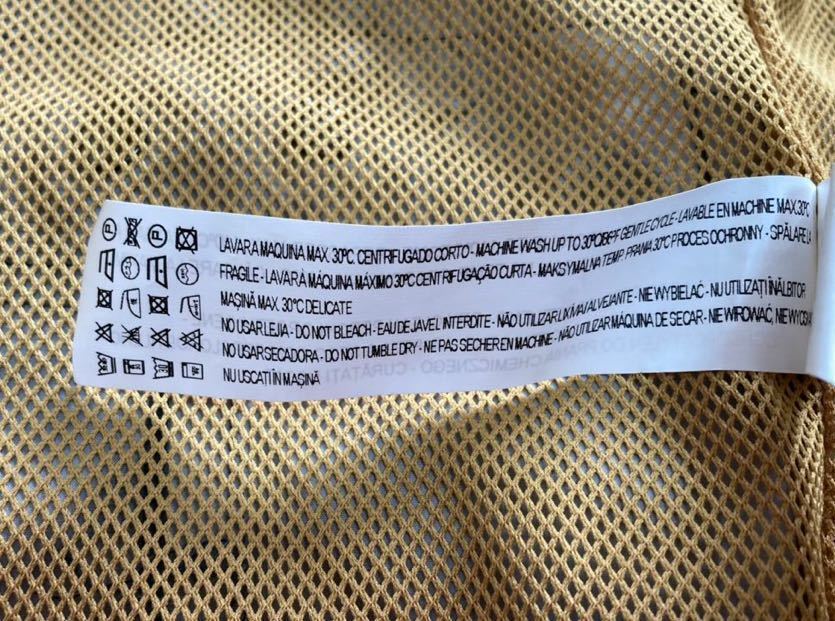 LAVAR A MAQUINA MAX. 30ºC CENTRIFUGADO CORTO - MACHINE WASH UP TO 30ºC GENTLE CYCLE - LAVABLE EN MACHINE MAX 30ºC
FRAGILE - LAVAR À MÁQUINA MÁXIMO 30ºC CENTRIFUGAÇÃO CURTA - MAKSYMALNA TEMP. PRANIA 30ºC PROCES OCHRONNY - SPĂLARE LA
MAŞINĂ MAX. 30ºC DELICATE
NO USAR LEJIA - DO NOT BLEACH - EAU DE JAVEL INTERDITE - NÃO UTILIZAR LIXÍVIA / ALVEJANTE - NIE WYBIELAĆ - NU UTILIZAȚI ÎNĂLBITOR
NO USAR SECADORA - DO NOT TUMBLE DRY - NE PAS SECHER EN MACHINE - NÃO UTILIZAR MÁQUINA DE SECAR - NIE WIROWAĆ, NIE
NU USCAȚI ÎN MAŞINĂ